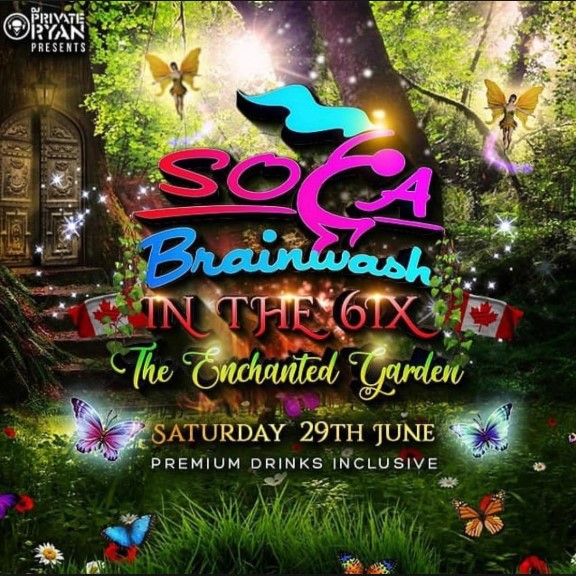 DJ
PRIVATE
RYAN
PRESENTS
SOCA
Brainwash
IN THE 6IX
The Enchanted Garden
SATURDAY 29TH JUNE
PREMIUM DRINKS INCLUSIVE